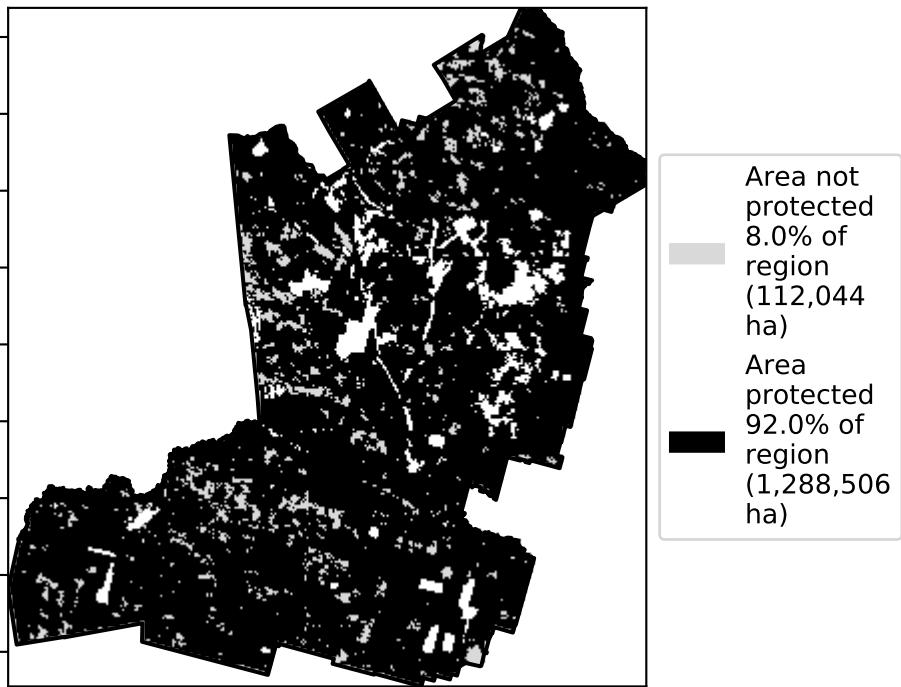 Area not
protected
8.0% of
region
(112,044
ha)
Area
protected
92.0% of
region
(1,288,506
ha)